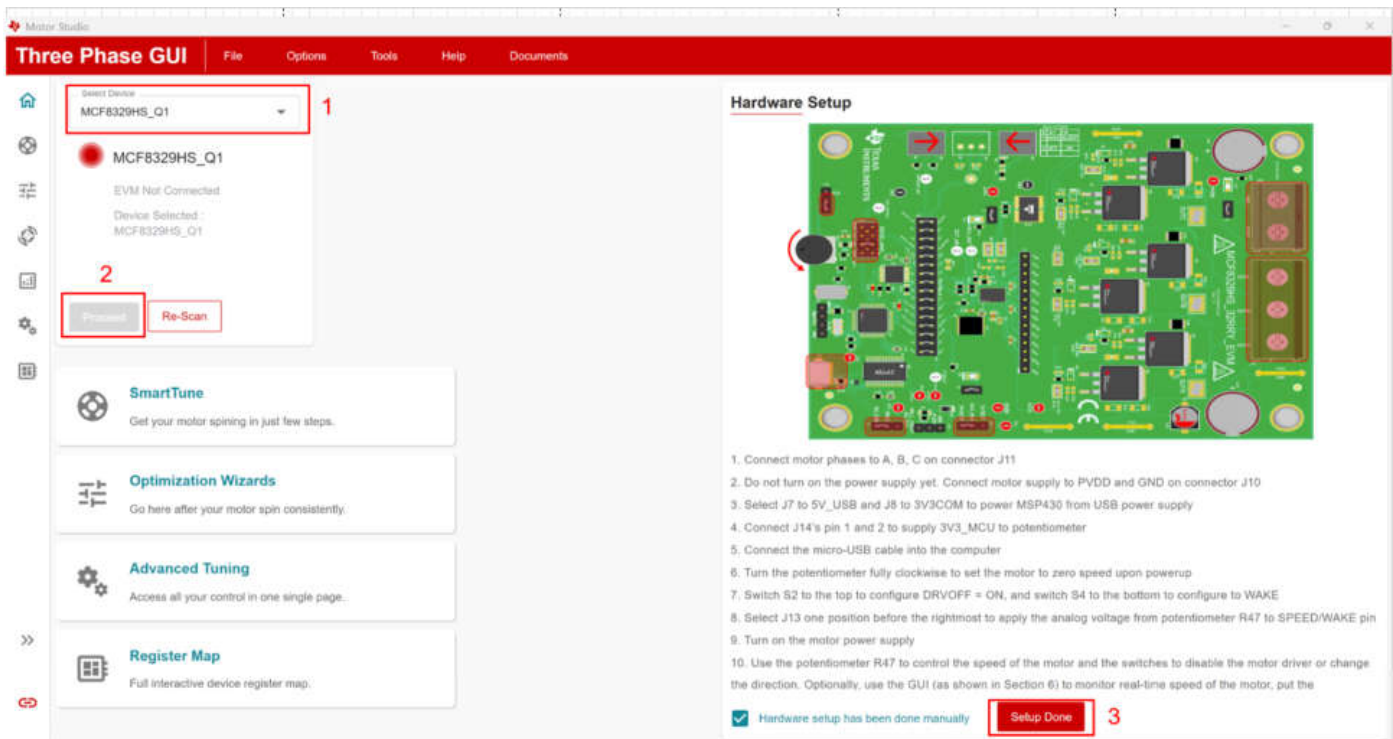 Motor Studio
Three Phase GUI
File
Options
Tools
Help
Documents
Select Device
MCF8329HS_Q1
1
MCF8329HS_Q1
EVM Not Connected
Device Selected :
MCF8329HS_Q1
2
Proceed
Re-Scan
SmartTune
Get your motor spining in just few steps.
Optimization Wizards
Go here after your motor spin consistently.
Advanced Tuning
Access all your control in one single page.
Register Map
Full interactive device register map.
Hardware Setup
TEXAS
INSTRUMENTS
MCF8329HS_32RRY_EVM
CE
1. Connect motor phases to A, B, C on connector J11
2. Do not turn on the power supply yet. Connect motor supply to PVDD and GND on connector J10
3. Select J7 to 5V_USB and J8 to 3V3COM to power MSP430 from USB power supply
4. Connect J14's pin 1 and 2 to supply 3V3_MCU to potentiometer
5. Connect the micro-USB cable into the computer
6. Turn the potentiometer fully clockwise to set the motor to zero speed upon powerup
7. Switch S2 to the top to configure DRVOFF = ON, and switch S4 to the bottom to configure to WAKE
8. Select J13 one position before the rightmost to apply the analog voltage from potentiometer R47 to SPEED/WAKE pin
9. Turn on the motor power supply
10. Use the potentiometer R47 to control the speed of the motor and the switches to disable the motor driver or change
the direction. Optionally, use the GUI (as shown in Section 6) to monitor real-time speed of the motor, put the
Hardware setup has been done manually
Setup Done
3